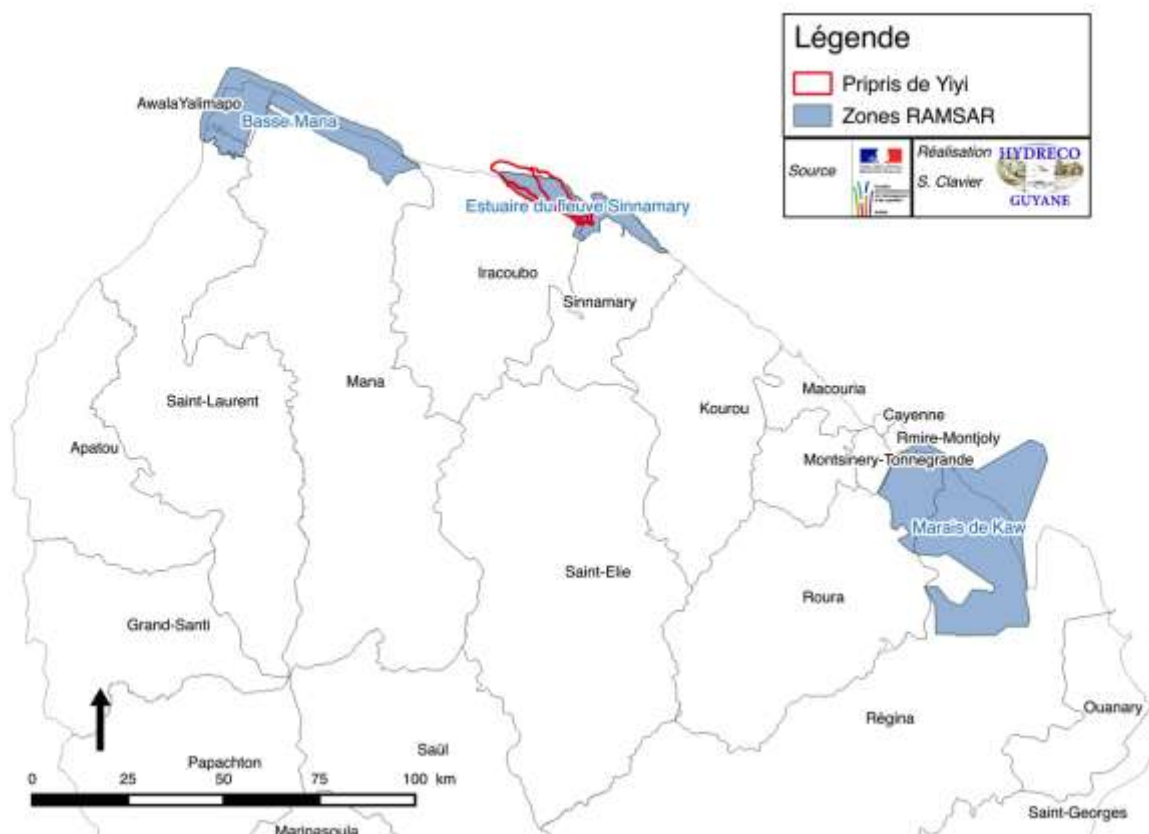 Légende
Pripris de Yiyi
Zones RAMSAR
Source
Réalisation
S. Clavier
HYDRECO
GUYANE
AwalaYalimapo
Basse Mana
Estuaire du fleuve Sinnamary
Iracoubo
Sinnamary
Mana
Saint-Laurent
Apatou
Kourou
Macouria
Cayenne
Rmire-Montjoly
Montsinery-Tonnegrande
Marais de Kaw
Saint-Elie
Roura
Grand-Santi
Régina
Ouanary
Saül
Papachton
0 25 50 75 100 km
Saint-Georges
Maripasoula